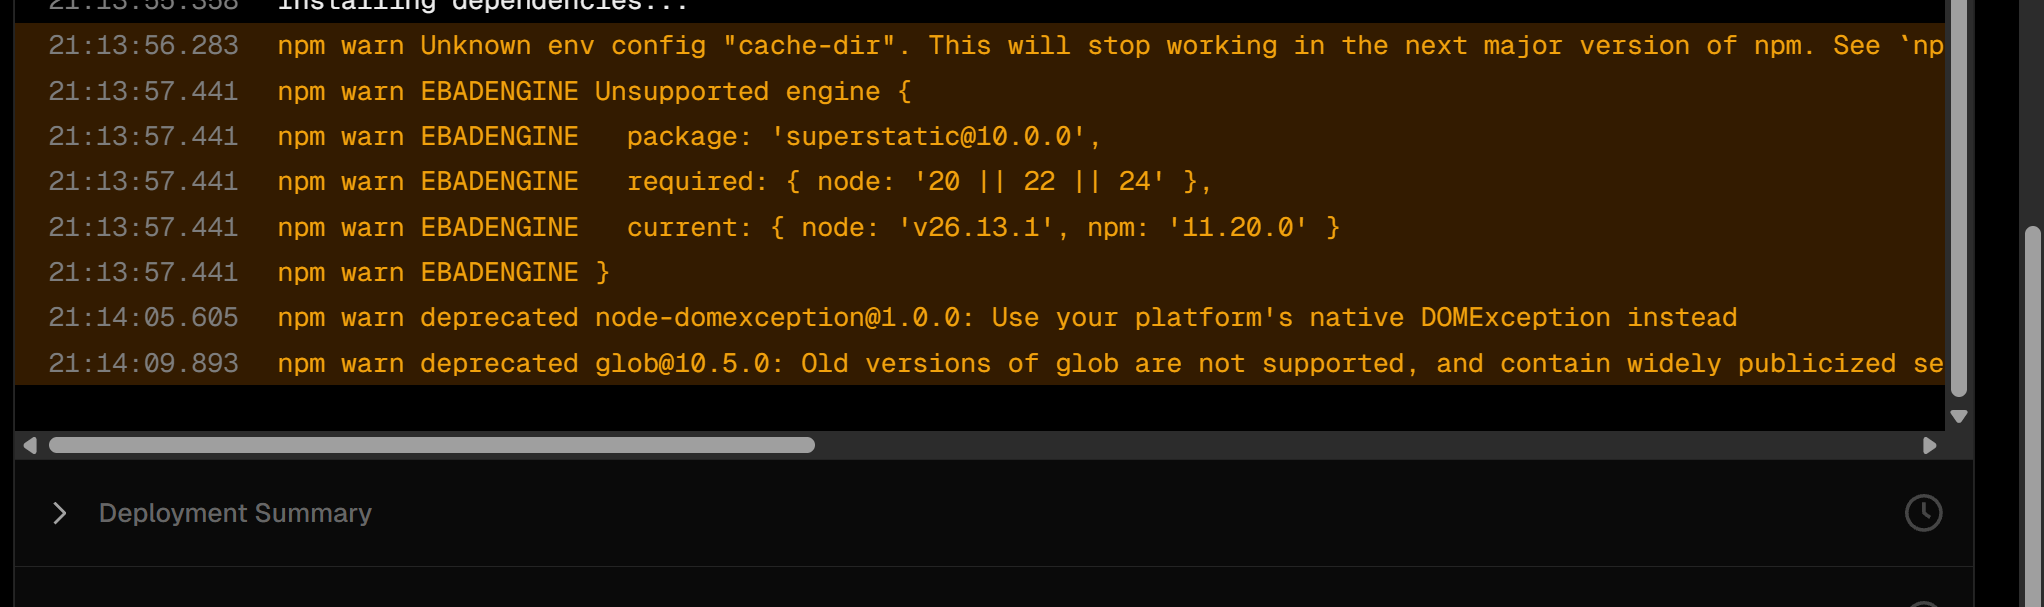 21:13:55.358 Installing dependencies...
21:13:56.283 npm warn Unknown env config "cache-dir". This will stop working in the next major version of npm. See `np
21:13:57.441 npm warn EBADENGINE Unsupported engine {
21:13:57.441 npm warn EBADENGINE   package: 'superstatic@10.0.0',
21:13:57.441 npm warn EBADENGINE   required: { node: '20 || 22 || 24' },
21:13:57.441 npm warn EBADENGINE   current: { node: 'v26.13.1', npm: '11.20.0' }
21:13:57.441 npm warn EBADENGINE }
21:14:05.605 npm warn deprecated node-domexception@1.0.0: Use your platform's native DOMException instead
21:14:09.893 npm warn deprecated glob@10.5.0: Old versions of glob are not supported, and contain widely publicized se
Deployment Summary